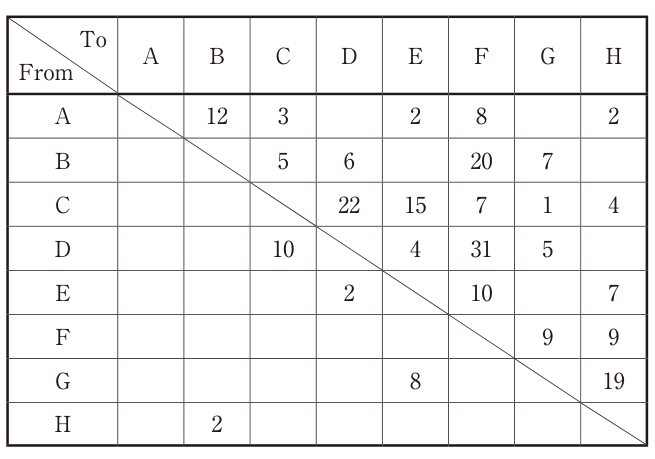 To
From A B C D E F G H
A 12 3 2 8 2
B 5 6 20 7
C 22 15 7 1 4
D 10 4 31 5
E 2 10 7
F 9 9
G 8 19
H 2